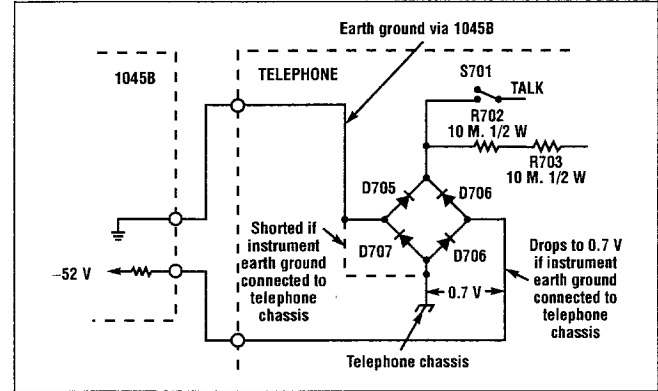 Earth ground via 1045B
1045B
TELEPHONE
S701
TALK
R702
10 M. 1/2 W
R703
10 M. 1/2 W
D705
D706
Shorted if
instrument
earth ground
connected to
telephone
chassis
D707
D706
Drops to 0.7 V
if instrument
earth ground
connected to
telephone
chassis
–52 V
0.7 V
Telephone chassis